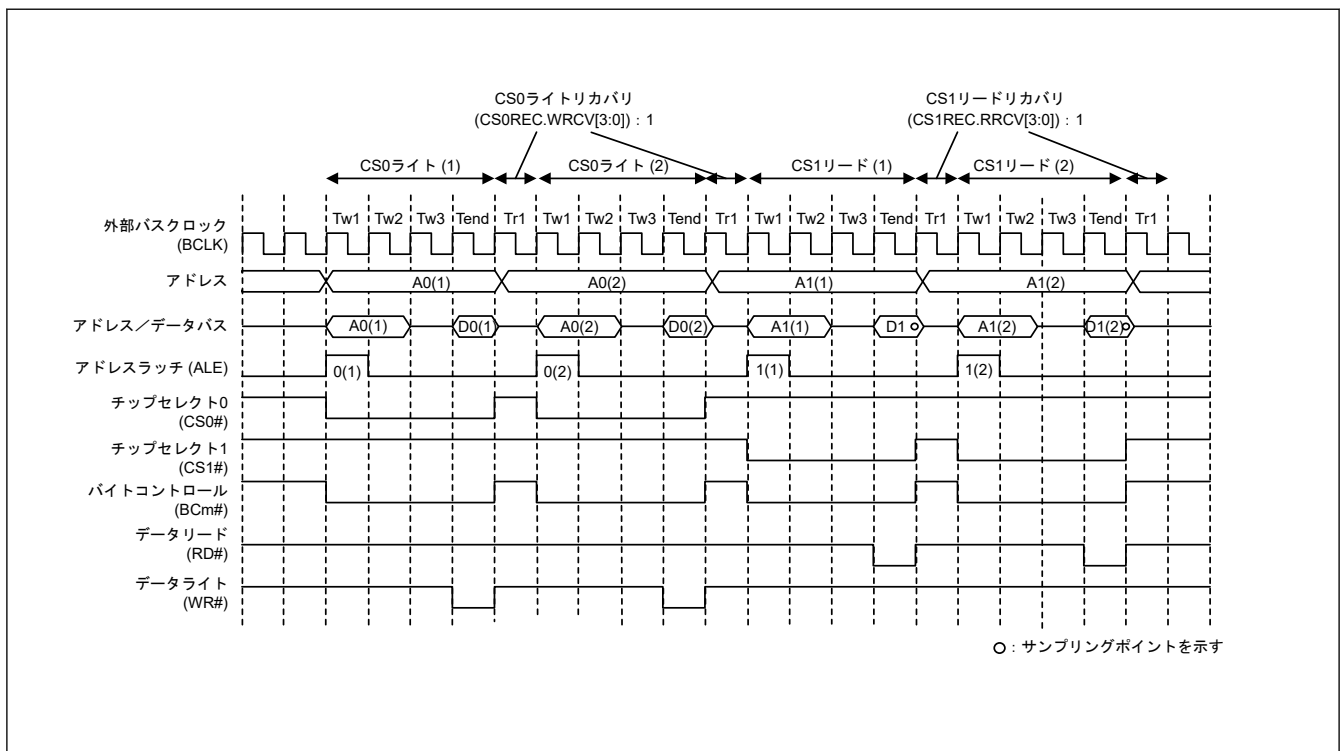 CS0ライトリカバリ
(CS0REC.WRCV[3:0])：1
CS1リードリカバリ
(CS1REC.RRCV[3:0])：1
CS0ライト (1)
CS0ライト (2)
CS1リード (1)
CS1リード (2)
Tw1 Tw2 Tw3 Tend Tr1 Tw1 Tw2 Tw3 Tend Tr1 Tw1 Tw2 Tw3 Tend Tr1 Tw1 Tw2 Tw3 Tend Tr1
外部バスクロック
(BCLK)
アドレス
A0(1) A0(2) A1(1) A1(2)
アドレス／データバス
A0(1) D0(1) A0(2) D0(2) A1(1) D1 A1(2) D1(2)
アドレスラッチ (ALE)
0(1) 0(2) 1(1) 1(2)
チップセレクト0
(CS0#)
チップセレクト1
(CS1#)
バイトコントロール
(BCm#)
データリード
(RD#)
データライト
(WR#)
：サンプリングポイントを示す